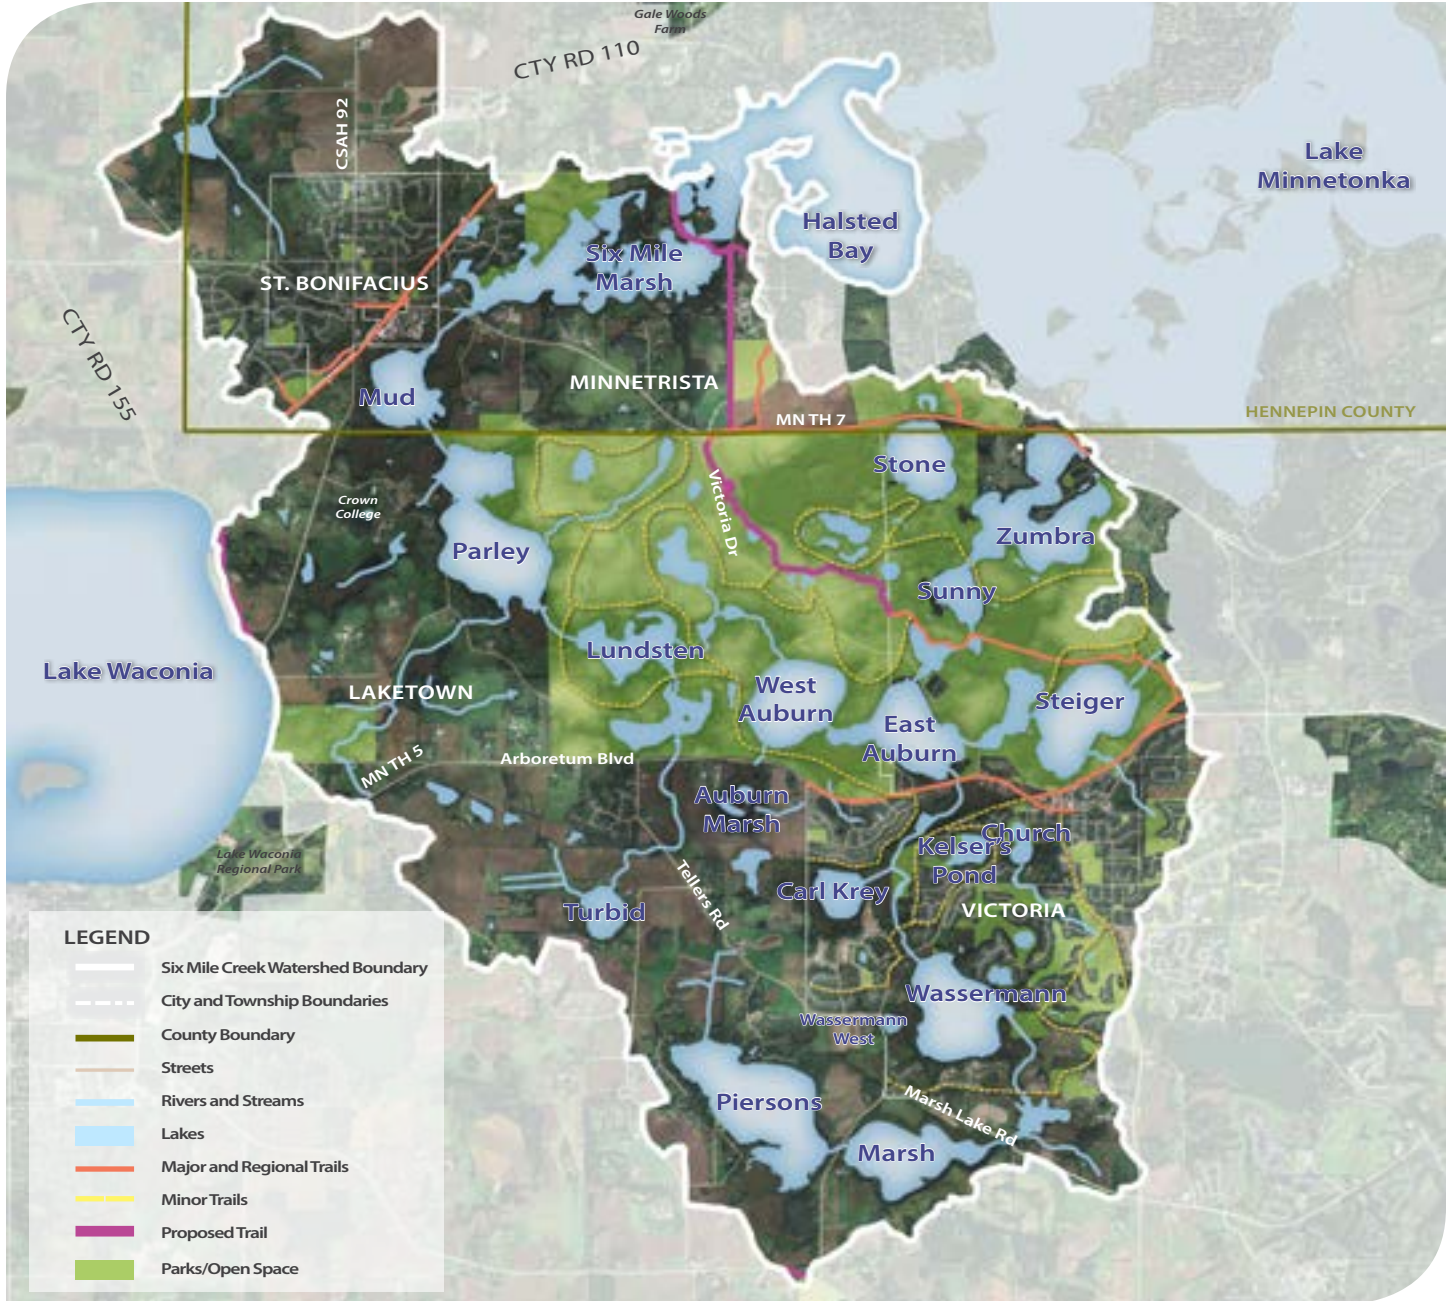 Gale Woods
Farm
CTY RD 110
CSAH 92
Lake
Minnetonka
Halsted
Bay
Six Mile
Marsh
ST. BONIFACIUS
CTY RD 155
MINNETRISTA
Mud
MN TH 7
HENNEPIN COUNTY
Stone
Victoria Dr
Crown
College
Zumbra
Parley
Sunny
Lundsten
Lake Waconia
LAKETOWN
West
Auburn
Steiger
East
Auburn
MN TH 5
Arboretum Blvd
Auburn
Marsh
Church
Kelser's
Pond
Lake Waconia
Regional Park
Tellers Rd
Carl Krey
Turbid
VICTORIA
Wassermann
Wassermann
West
Piersons
Marsh Lake Rd
Marsh
LEGEND
Six Mile Creek Watershed Boundary
City and Township Boundaries
County Boundary
Streets
Rivers and Streams
Lakes
Major and Regional Trails
Minor Trails
Proposed Trail
Parks/Open Space